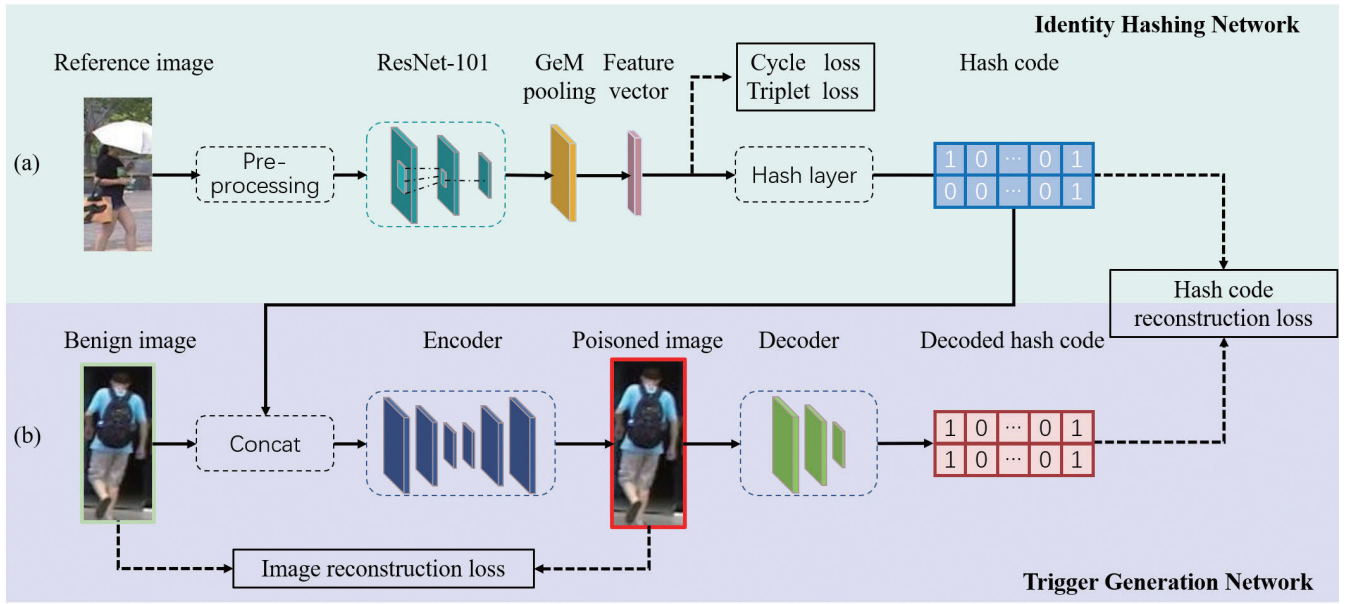 Identity Hashing Network
Reference image
ResNet-101
GeM
pooling
Feature
vector
Cycle loss
Triplet loss
Hash code
(a)
Pre-
processing
Hash layer
1 0 ... 0 1
0 0 ... 0 1
Hash code
reconstruction loss
Benign image
Encoder
Poisoned image
Decoder
Decoded hash code
(b)
Concat
1 0 ... 0 1
1 0 ... 0 1
Image reconstruction loss
Trigger Generation Network